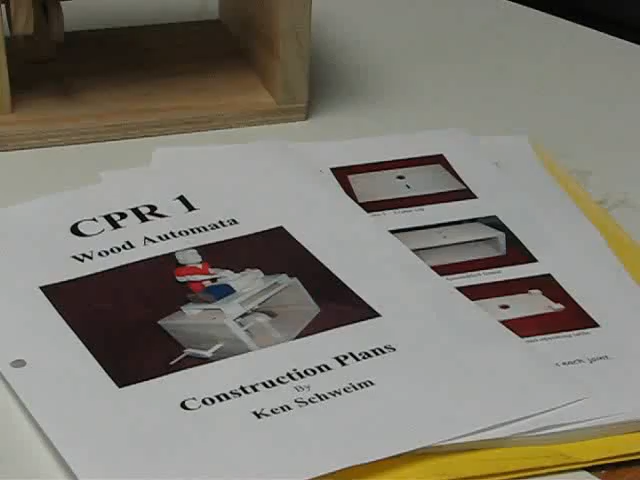 CPR 1
Wood Automata
Construction Plans
By
Ken Schweim
each joint.